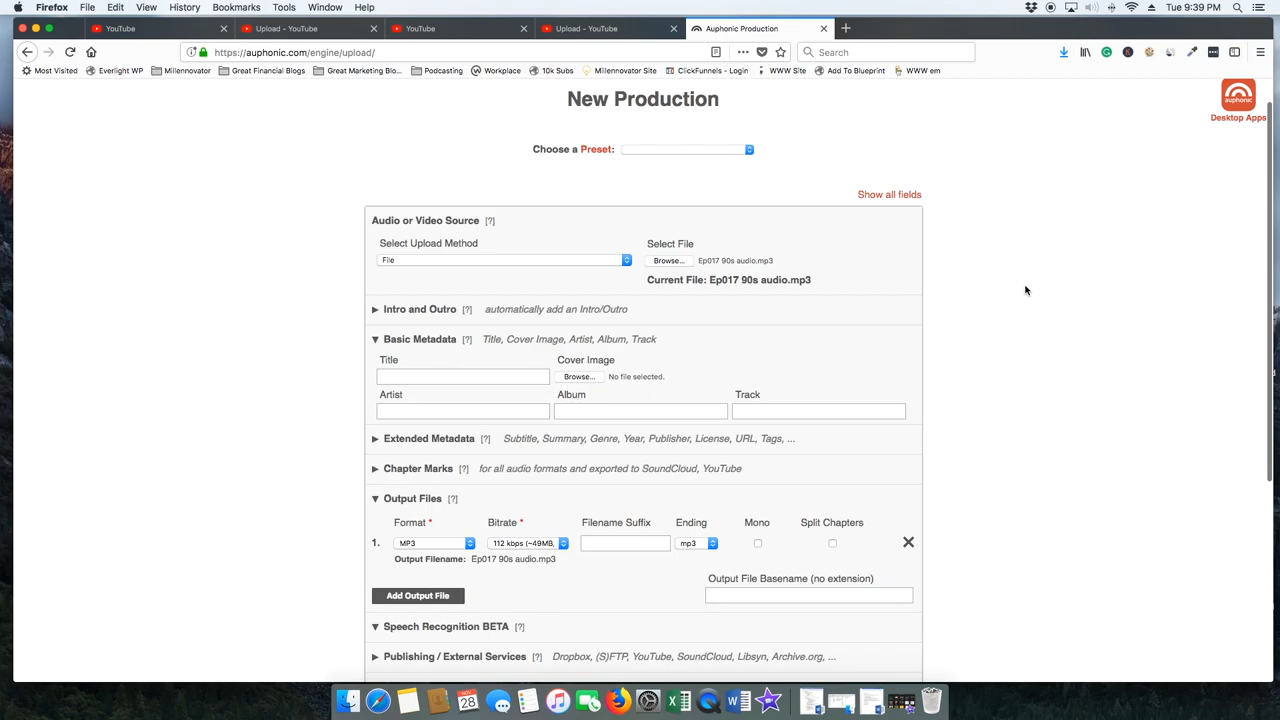 Firefox File Edit View History Bookmarks Tools Window Help Tue 9:39 PM
YouTube Upload - YouTube YouTube Upload - YouTube Auphonic Production
https://auphonic.com/engine/upload/ Search
Most Visited Everlight WP Millennovator Great Financial Blogs Great Marketing Blo... Podcasting Workplace 10k Subs Millennovator Site ClickFunnels - Login WWW Site Add To Blueprint WWW em
New Production
auphonic
Desktop Apps
Choose a Preset:
Show all fields
Audio or Video Source [?]
Select Upload Method Select File
File Browse... Ep017 90s audio.mp3
Current File: Ep017 90s audio.mp3
Intro and Outro [?] automatically add an Intro/Outro
Basic Metadata [?] Title, Cover Image, Artist, Album, Track
Title Cover Image
Browse... No file selected.
Artist Album Track
Extended Metadata [?] Subtitle, Summary, Genre, Year, Publisher, License, URL, Tags, ...
Chapter Marks [?] for all audio formats and exported to SoundCloud, YouTube
Output Files [?]
Format * Bitrate * Filename Suffix Ending Mono Split Chapters
1. MP3 112 kbps (~49MB, mp3
Output Filename: Ep017 90s audio.mp3
Output File Basename (no extension)
Add Output File
Speech Recognition BETA [?]
Publishing / External Services [?] Dropbox, (S)FTP, YouTube, SoundCloud, Libsyn, Archive.org, ...
NOV
28